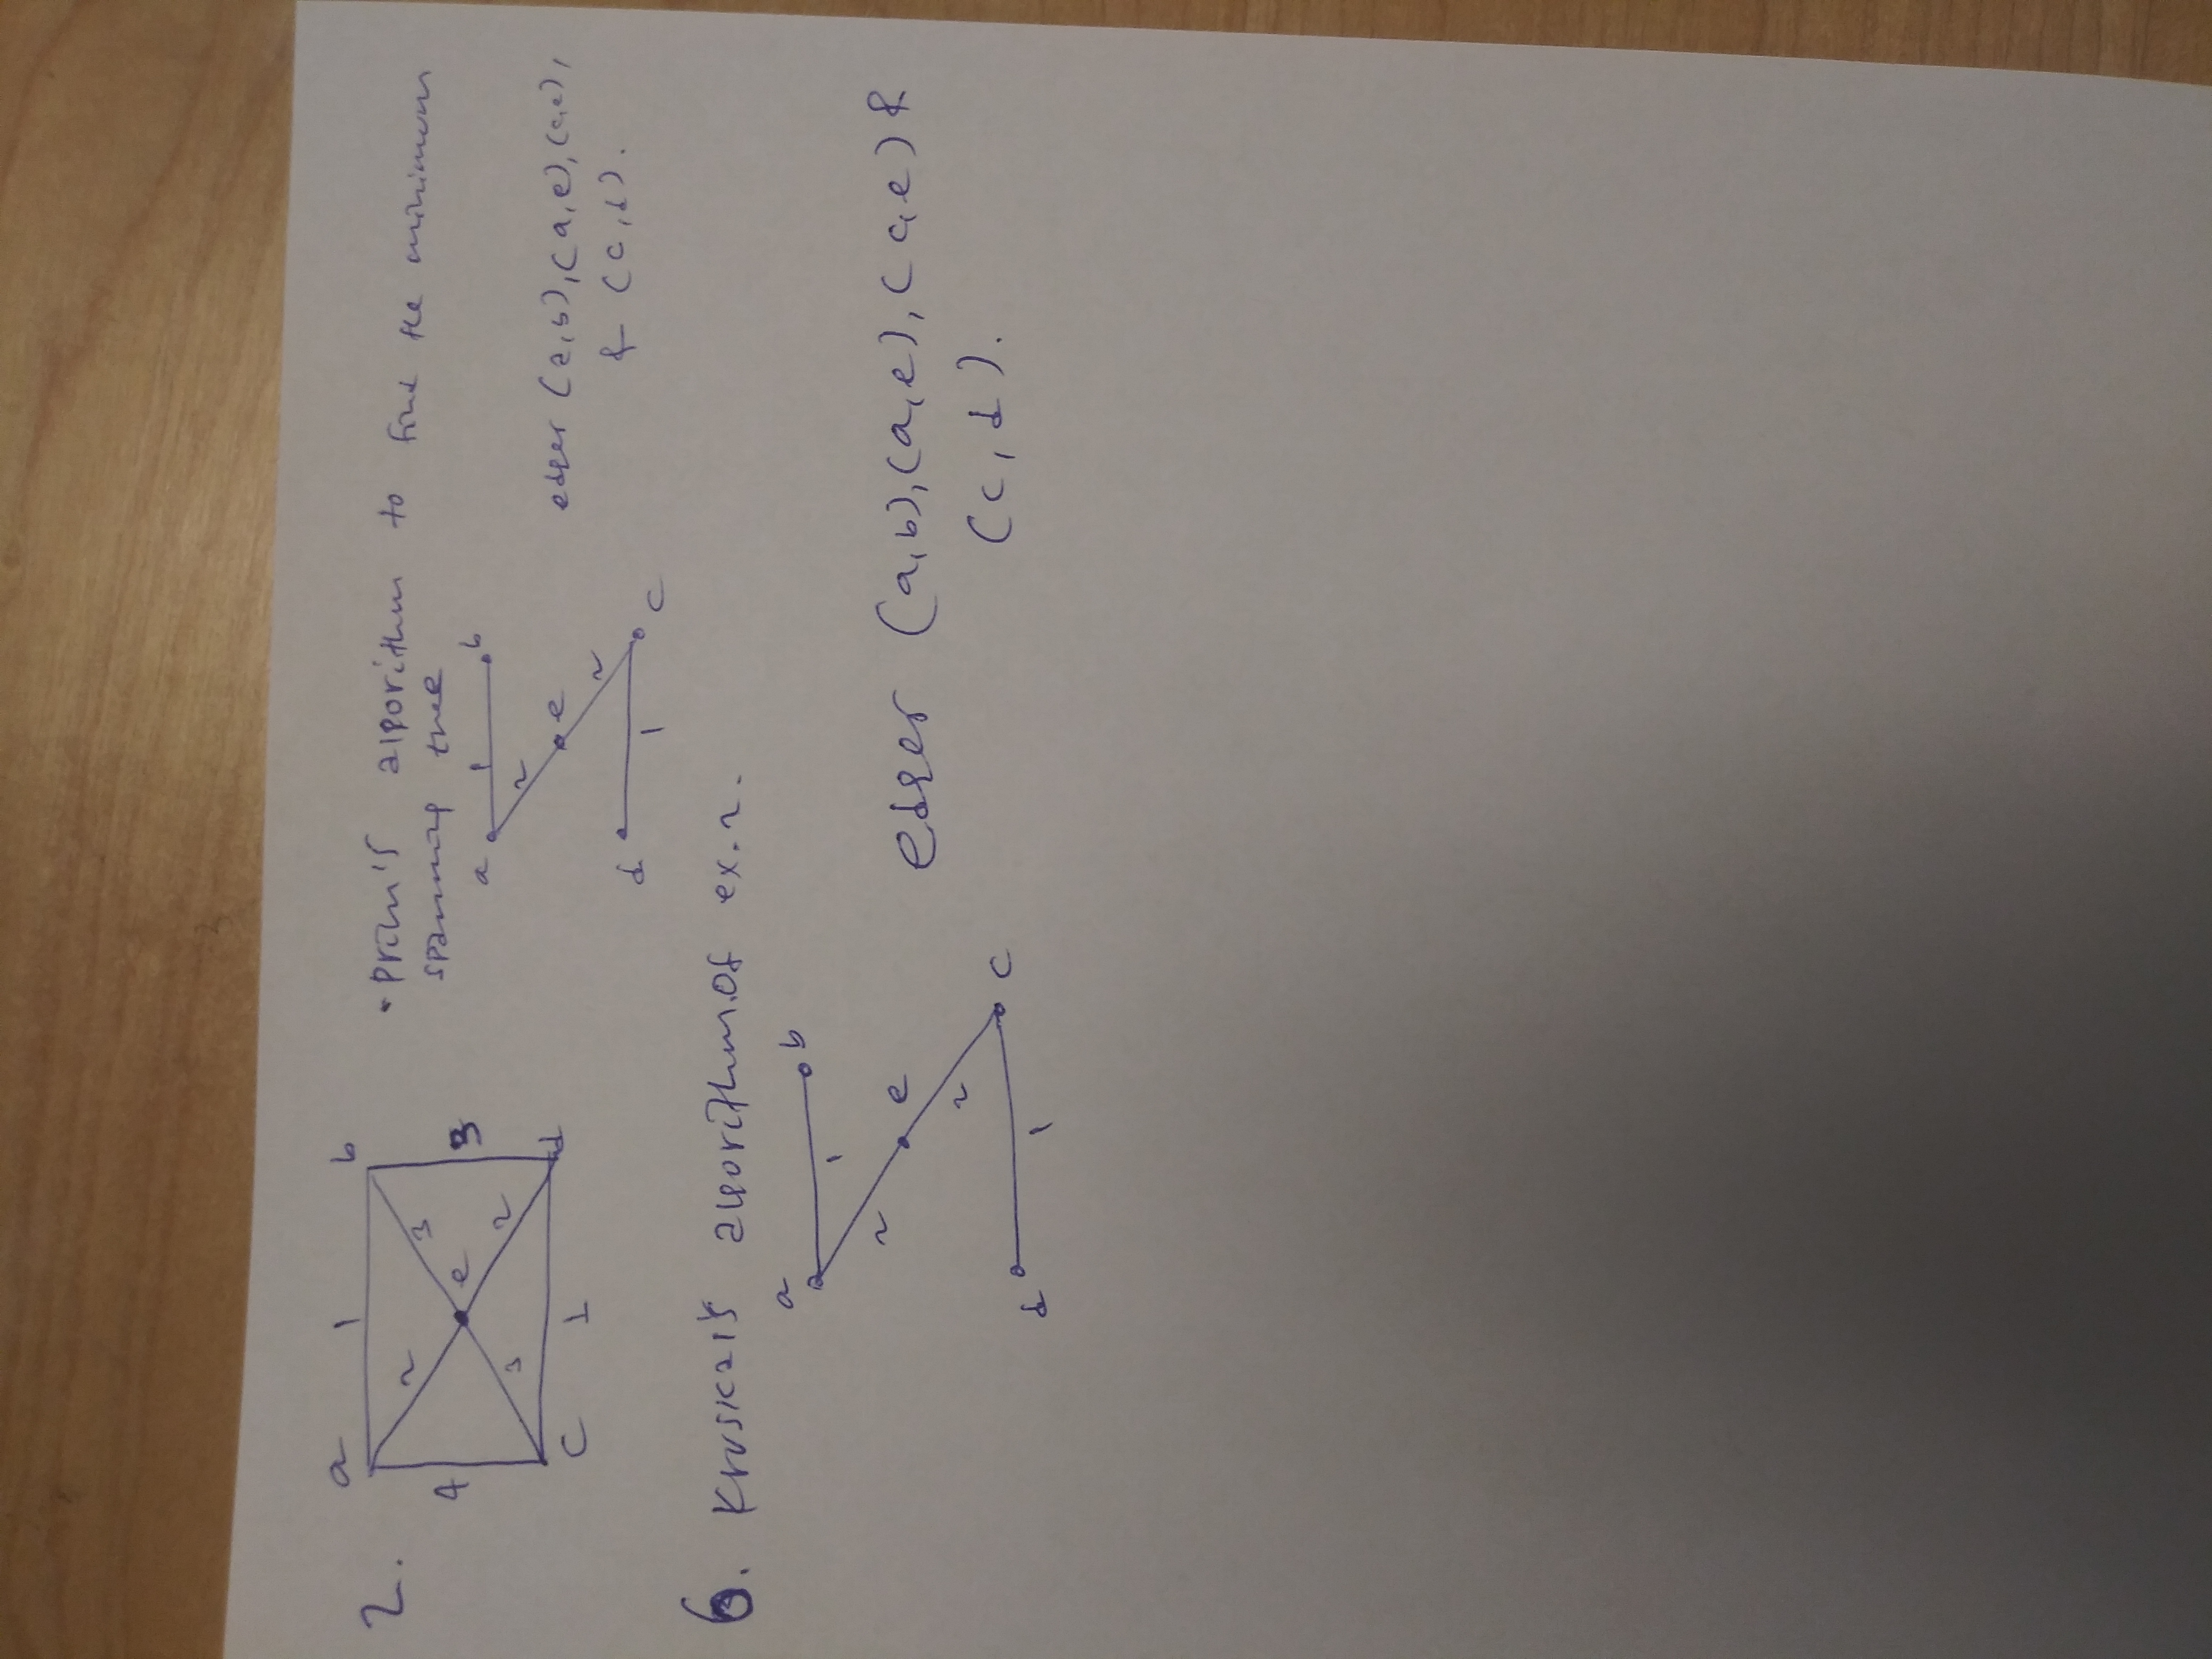 2.
a 1 b
2 3
4 e 3
3 2
c 1 d
• Prim's algorithm to find the minimum
spanning tree
a 1 b
2
e
2
d 1 c
edges (a,b), (a,e), (c,e),
& (c,d).
6. Kruskal's algorithm of ex. 2.
a b
1
2 e
2
d 1 c
edges (a,b), (a,e), (c,e) &
(c,d).